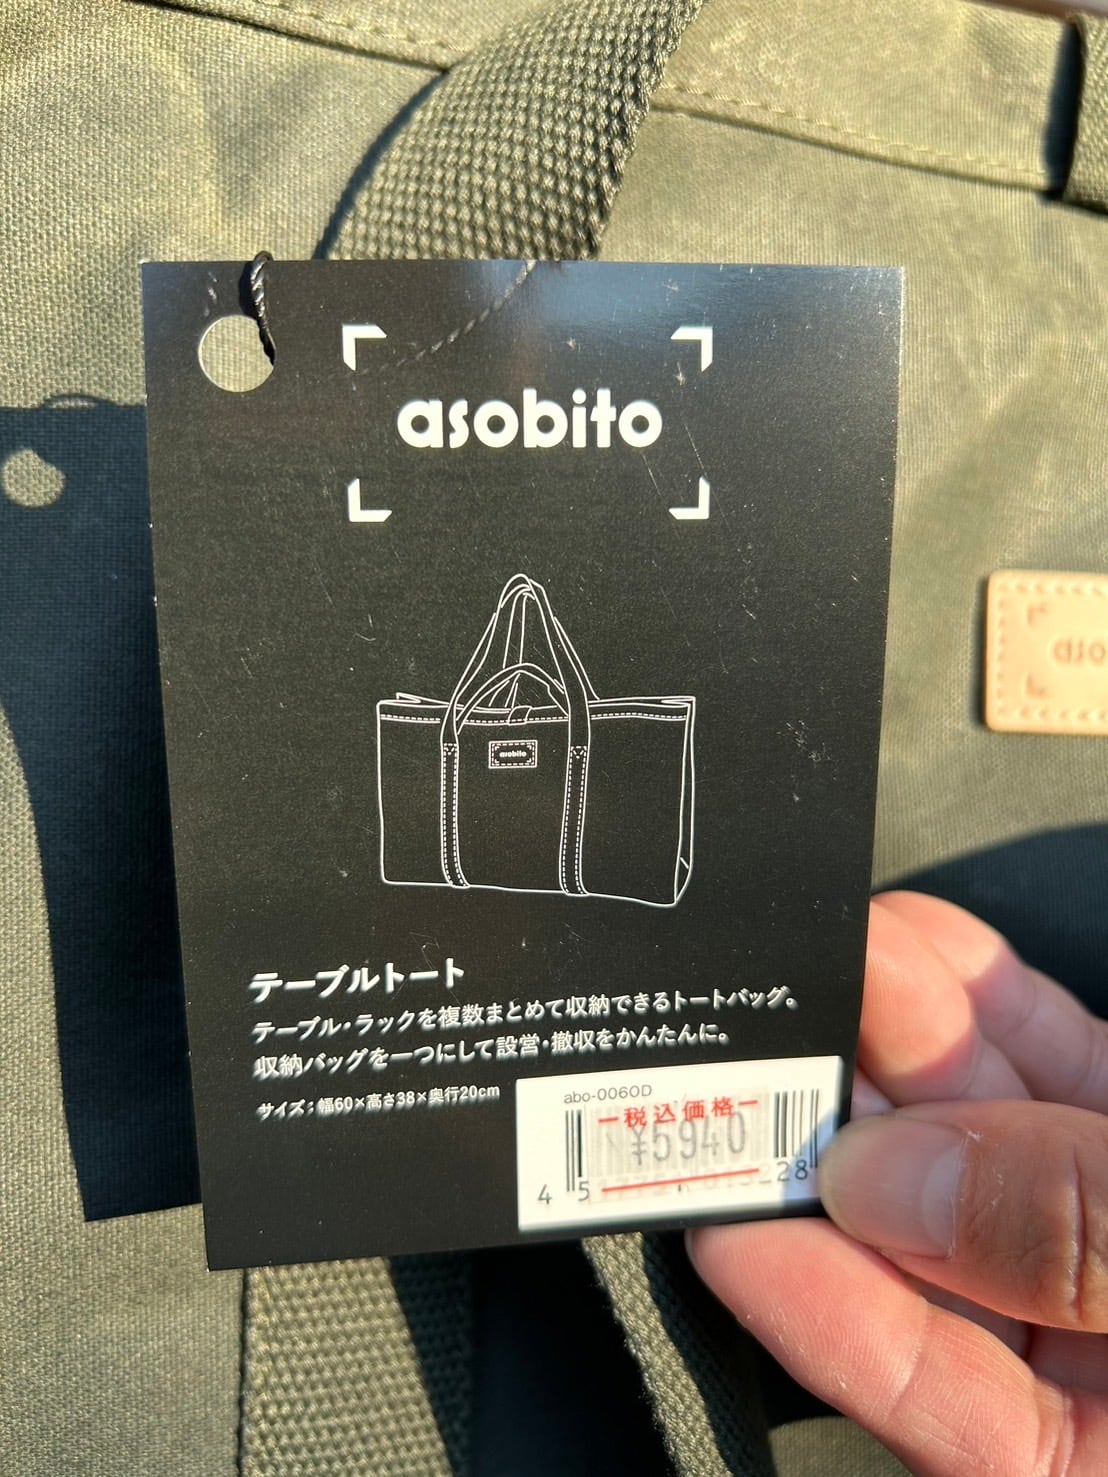 asobito
asobito
テーブルトート
テーブル・ラックを複数まとめて収納できるトートバッグ。
収納バッグを一つにして設営・撤収をかんたんに。
サイズ；幅60×高さ38×奥行20cm
abo-006OD
税込価格
¥5940